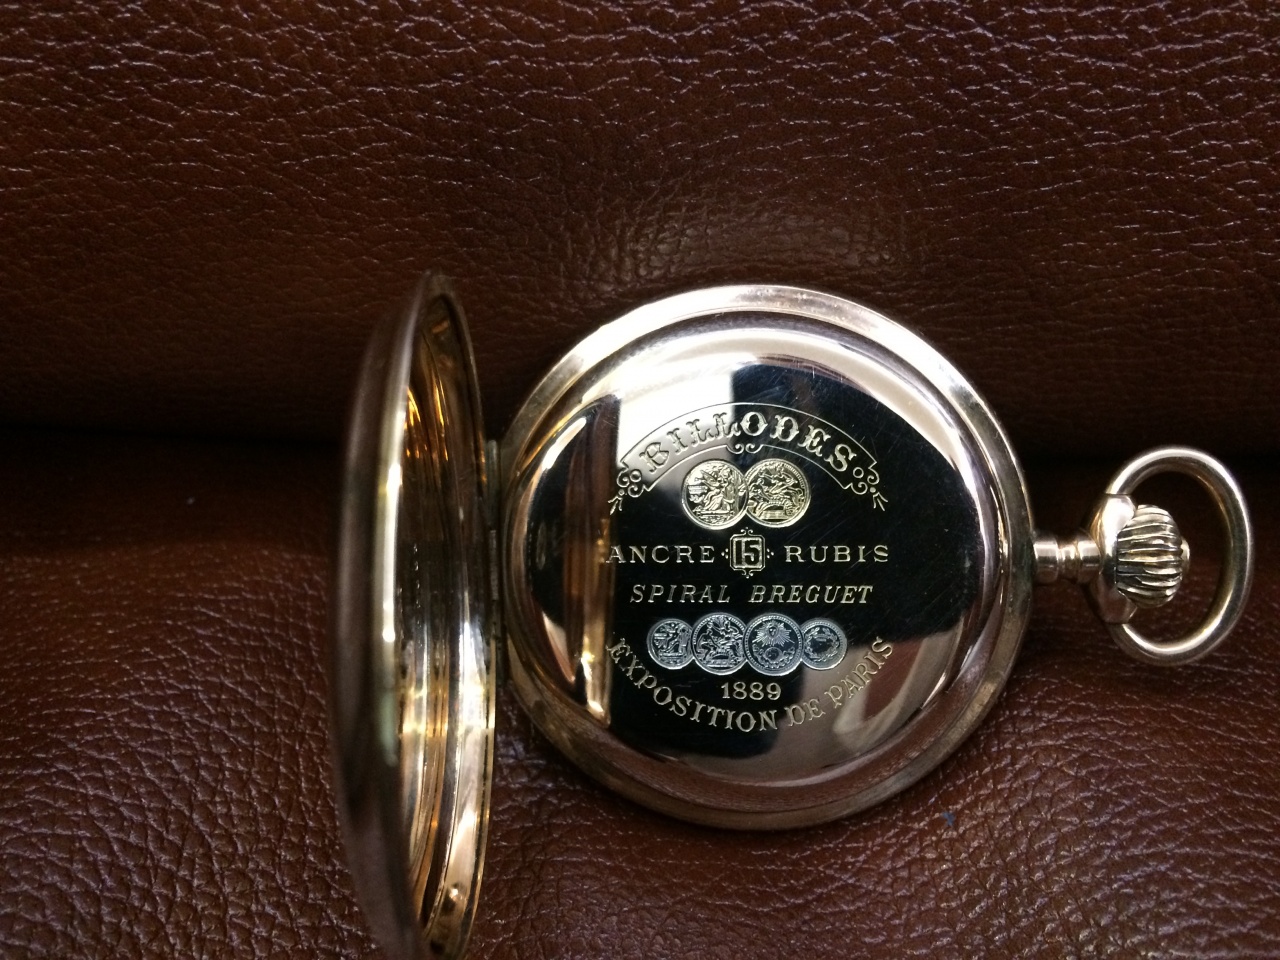 BILLODES
ANCRE 15 RUBIS
SPIRAL BREGUET
1889
EXPOSITION DE PARIS